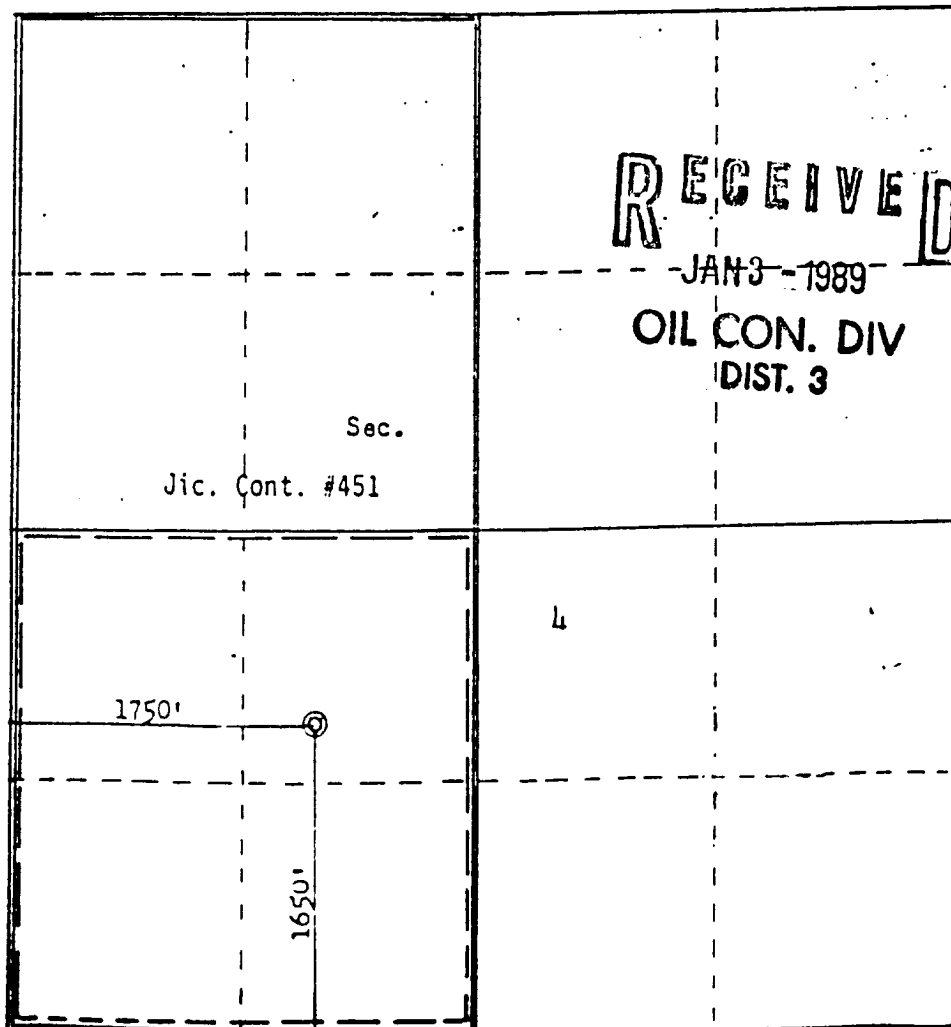 RECEIVED
JAN 3 - 1989
OIL CON. DIV
DIST. 3
Sec.
Jic. Cont. #451
4
1750'
1650'